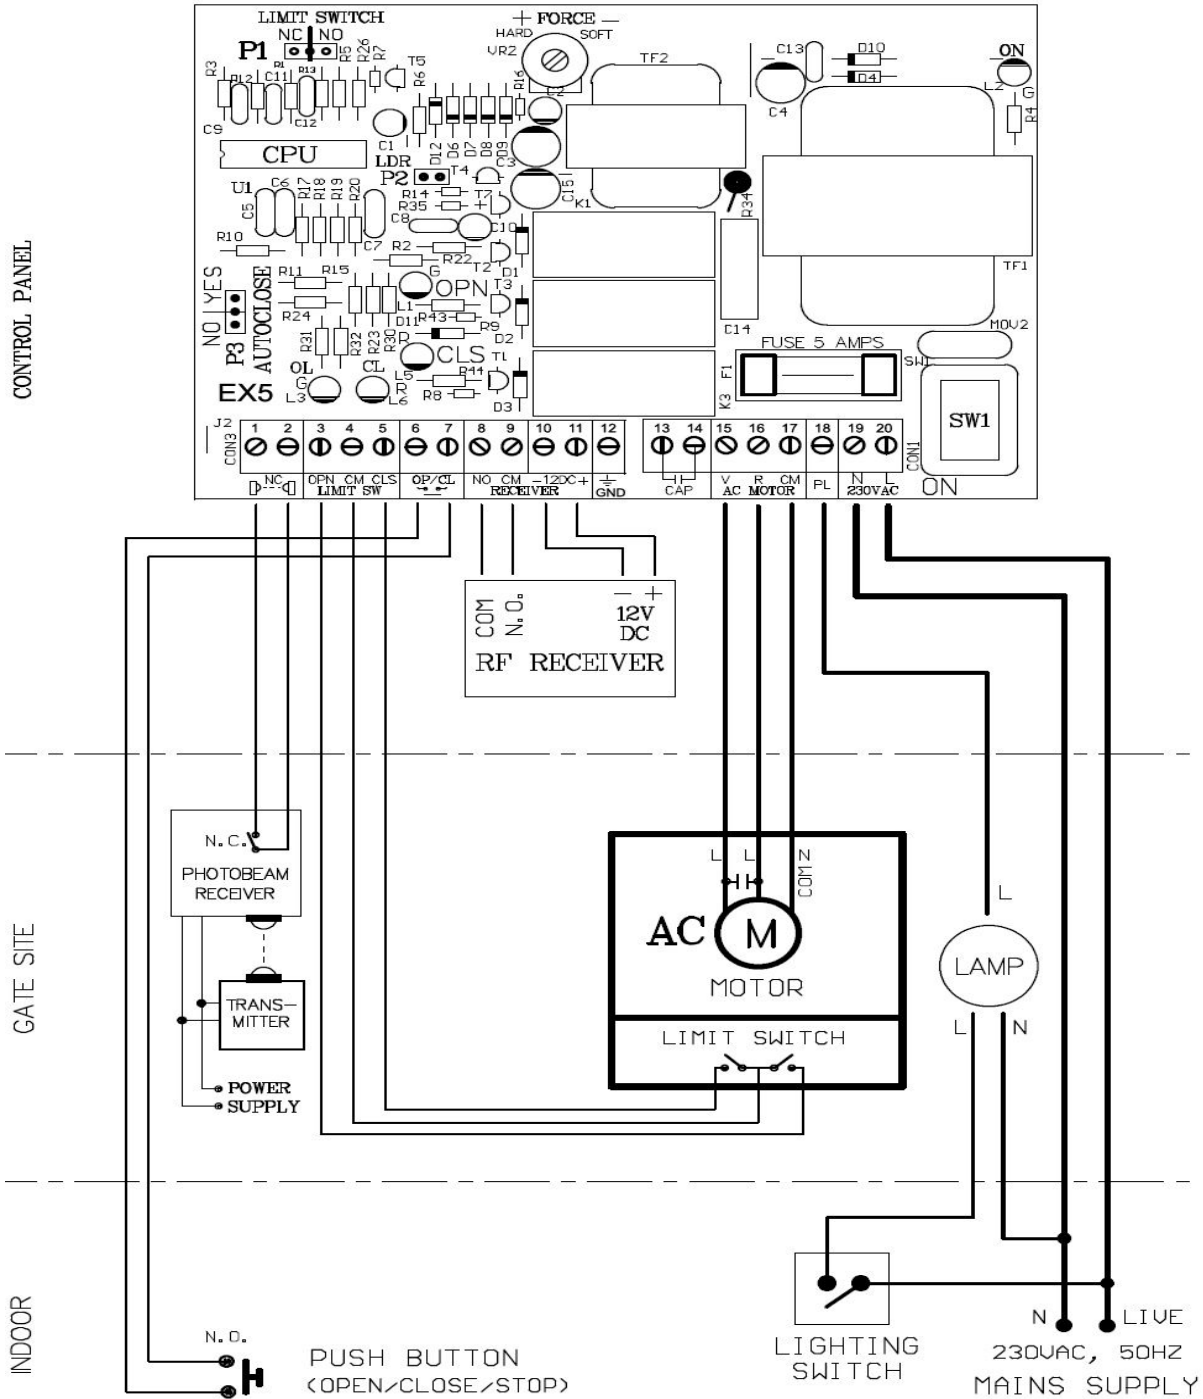 LIMIT SWITCH
NC NO
P1
+ FORCE −
HARD SOFT
VR2
TF2
C13
D10
D4
C4
ON
L2 G
R4
R3
R12
R1
C11
R13
C12
R5
R26
R7
T5
R6
C9
C1
D12
D6
D7
D8
D9
R16
C2
C3
CPU
LDR
P2
T4
R14
R35
T7
C15
K1
R34
TF1
U1
C6
C5
R17
R18
R19
R20
C7
C8
C10
R10
R2
R22
T2
D1
R11
R15
G
OPN
T3
L1
R24
R43
D11
R9
D2
NO YES
P3
AUTOCLOSE
R31
R32
R23
R30
R
CLS
T1
L5
R44
R8
D3
OL
G
L3
CL
R
L6
EX5
C14
MOV2
FUSE 5 AMPS
F1
K3
SW1
SW1
ON
CONTROL PANEL
J2
CON3
1 2 3 4 5 6 7 8 9 10 11 12 13 14 15 16 17 18 19 20
CON1
NC
OPN CM CLS
LIMIT SW
OP/CL
NO CM −12DC+
RECEIVER
GND
CAP
V R CM
AC MOTOR
PL
N L
230VAC
COM
N.O.
− +
12V
DC
RF RECEIVER
GATE SITE
N.C.
PHOTOBEAM
RECEIVER
TRANS-
MITTER
POWER
SUPPLY
L L N
COM
AC M
MOTOR
LIMIT SWITCH
L
LAMP
L N
INDOOR
N.O.
PUSH BUTTON
(OPEN/CLOSE/STOP)
LIGHTING
SWITCH
N LIVE
230VAC, 50HZ
MAINS SUPPLY